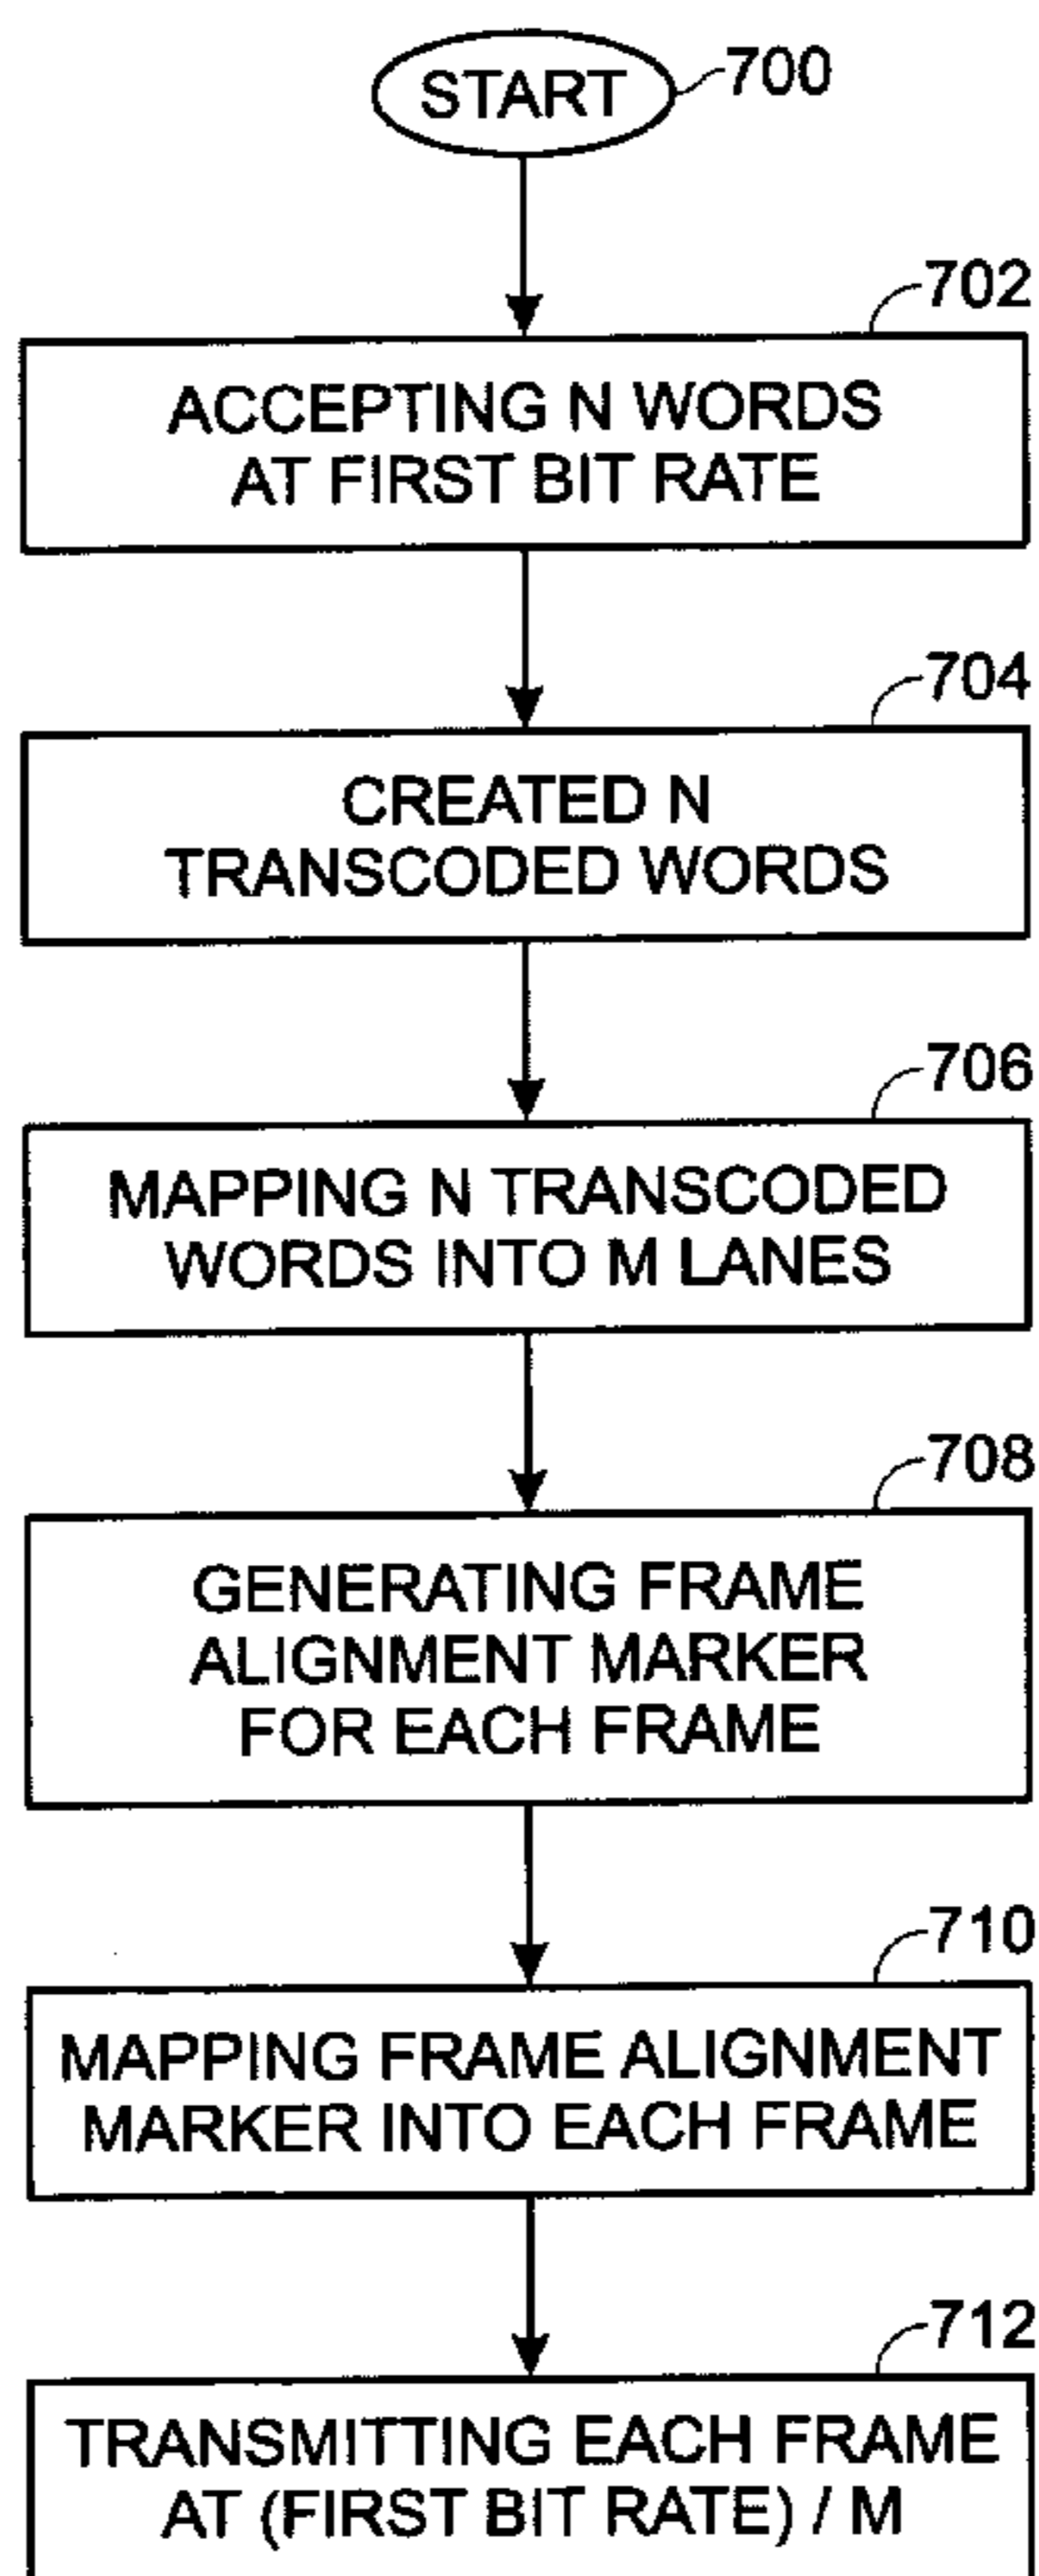 START
700
702
ACCEPTING N WORDS
AT FIRST BIT RATE
704
CREATED N
TRANSCODED WORDS
706
MAPPING N TRANSCODED
WORDS INTO M LANES
708
GENERATING FRAME
ALIGNMENT MARKER
FOR EACH FRAME
710
MAPPING FRAME ALIGNMENT
MARKER INTO EACH FRAME
712
TRANSMITTING EACH FRAME
AT (FIRST BIT RATE) / M